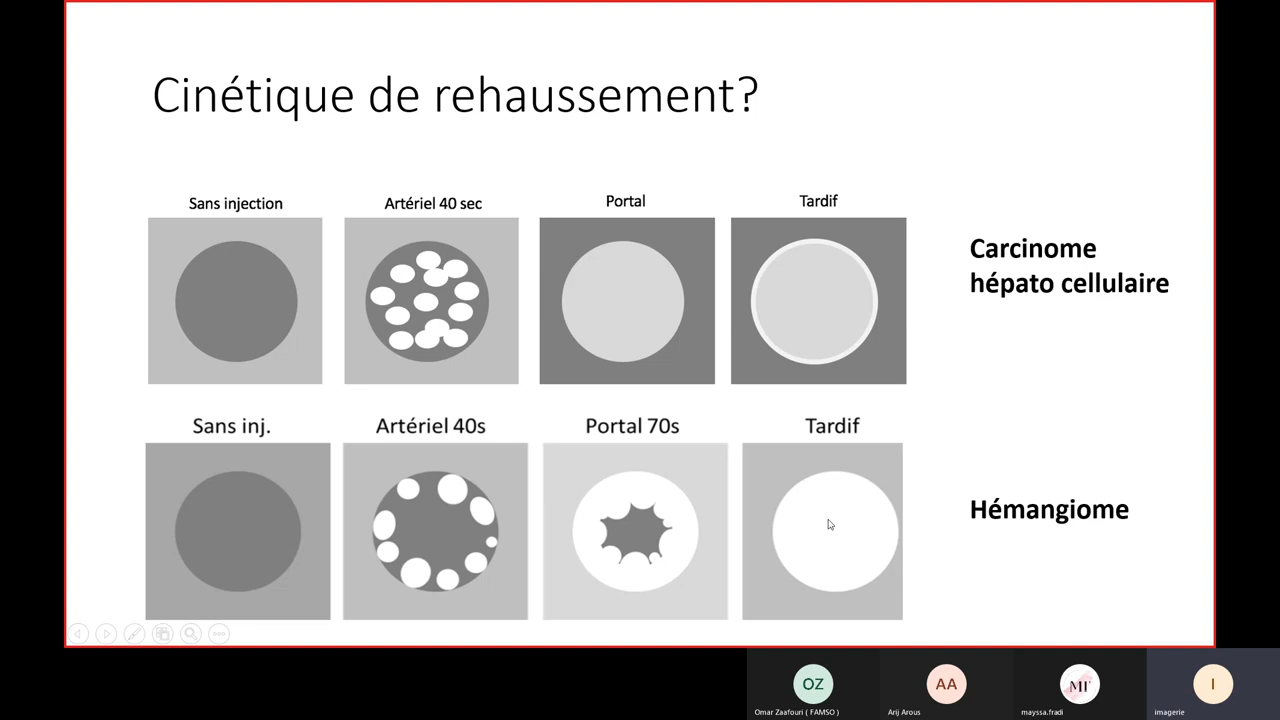 Cinétique de rehaussement?
Sans injection
Artériel 40 sec
Portal
Tardif
Carcinome
hépato cellulaire
Sans inj.
Artériel 40s
Portal 70s
Tardif
Hémangiome
OZ
AA
MF
I
Omar Zaafouri ( FAMSO )
Arij Arous
mayssa.fradi
imagerie